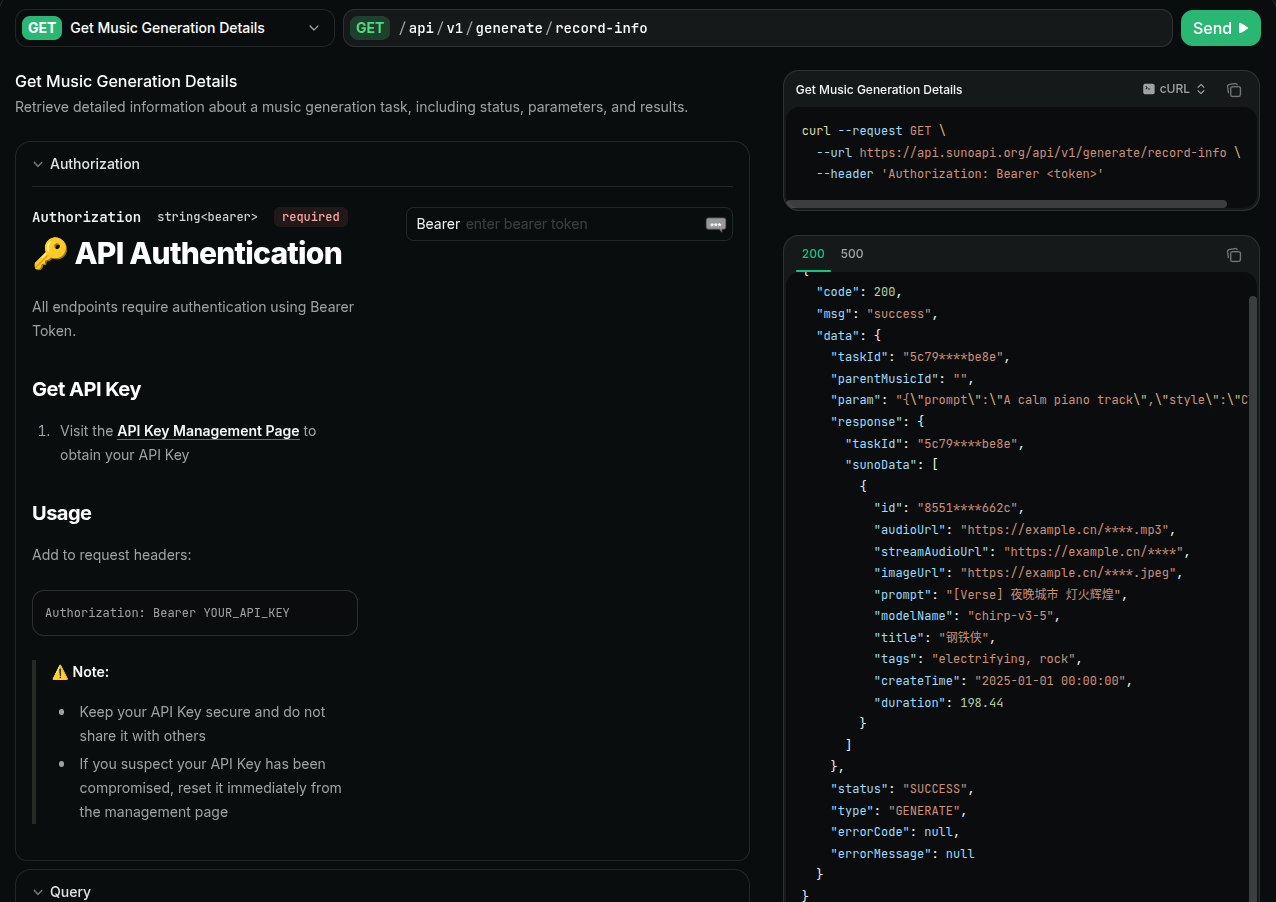 GET Get Music Generation Details
GET /api/v1/generate/record-info
Send
Get Music Generation Details
Retrieve detailed information about a music generation task, including status, parameters, and results.
Authorization
Authorization string<bearer> required
Bearer enter bearer token
🔑 API Authentication
All endpoints require authentication using Bearer
Token.
Get API Key
1. Visit the API Key Management Page to
obtain your API Key
Usage
Add to request headers:
Authorization: Bearer YOUR_API_KEY
⚠️ Note:
• Keep your API Key secure and do not
share it with others
• If you suspect your API Key has been
compromised, reset it immediately from
the management page
Query
Get Music Generation Details
cURL
curl --request GET \
--url https://api.sunoapi.org/api/v1/generate/record-info \
--header 'Authorization: Bearer <token>'
200 500
{
"code": 200,
"msg": "success",
"data": {
"taskId": "5c79****be8e",
"parentMusicId": "",
"param": "{\"prompt\":\"A calm piano track\",\"style\":\"C
"response": {
"taskId": "5c79****be8e",
"sunoData": [
{
"id": "8551****662c",
"audioUrl": "https://example.cn/****.mp3",
"streamAudioUrl": "https://example.cn/****",
"imageUrl": "https://example.cn/****.jpeg",
"prompt": "[Verse] 夜晚城市 灯火辉煌",
"modelName": "chirp-v3-5",
"title": "钢铁侠",
"tags": "electrifying, rock",
"createTime": "2025-01-01 00:00:00",
"duration": 198.44
}
]
},
"status": "SUCCESS",
"type": "GENERATE",
"errorCode": null,
"errorMessage": null
}
}